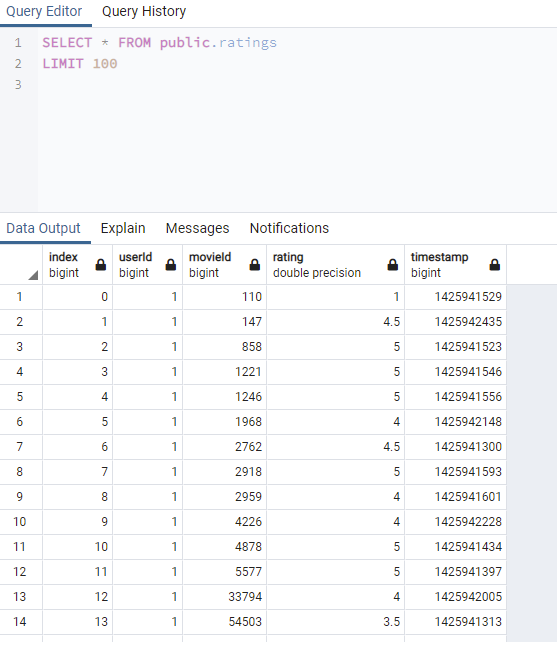 Query Editor Query History
1 SELECT * FROM public.ratings
2 LIMIT 100
3
Data Output Explain Messages Notifications
index userId movieId rating timestamp
bigint bigint bigint double precision bigint
1 0 1 110 1 1425941529
2 1 1 147 4.5 1425942435
3 2 1 858 5 1425941523
4 3 1 1221 5 1425941546
5 4 1 1246 5 1425941556
6 5 1 1968 4 1425942148
7 6 1 2762 4.5 1425941300
8 7 1 2918 5 1425941593
9 8 1 2959 4 1425941601
10 9 1 4226 4 1425942228
11 10 1 4878 5 1425941434
12 11 1 5577 5 1425941397
13 12 1 33794 4 1425942005
14 13 1 54503 3.5 1425941313